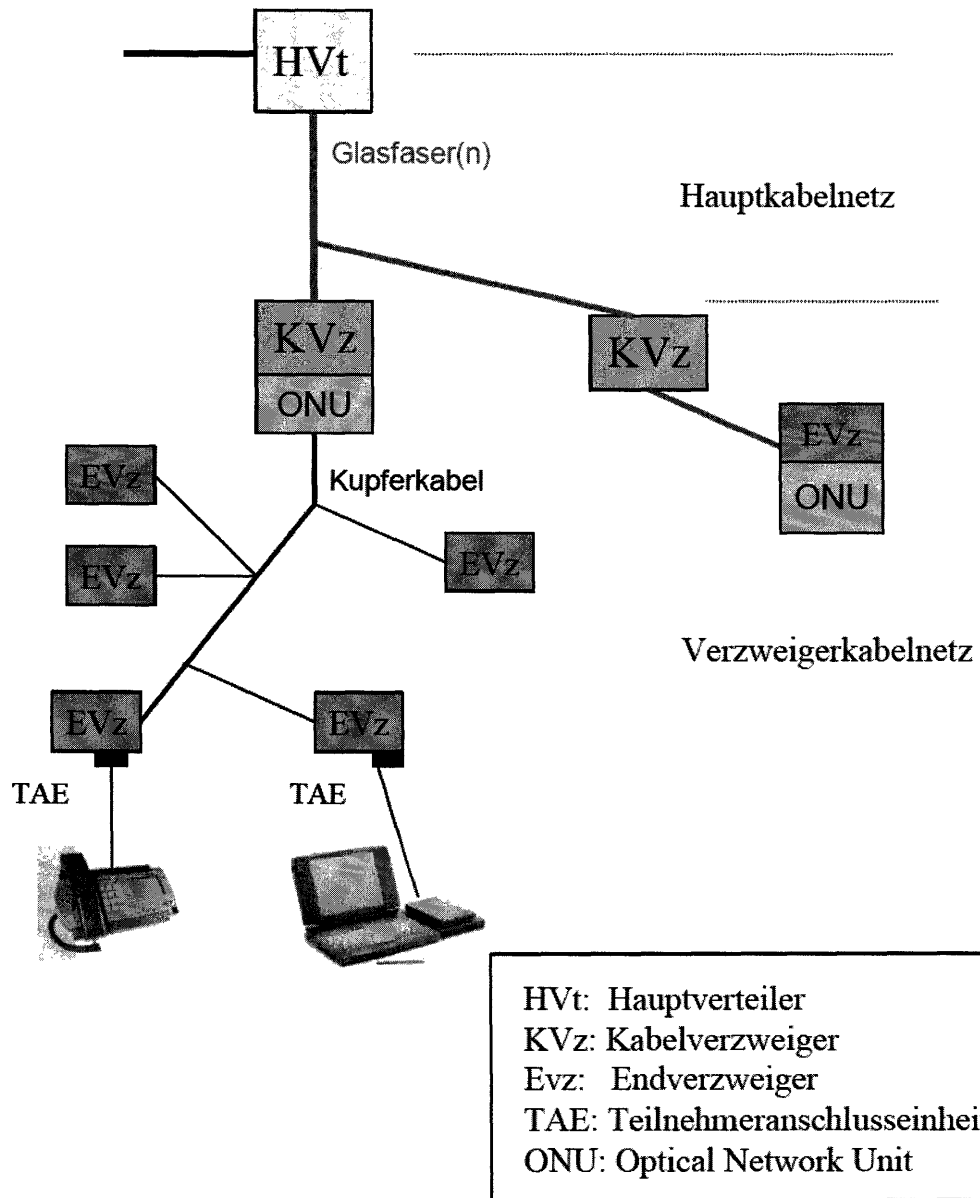 HVt
Glasfaser(n)
Hauptkabelnetz
KVz
KVz
ONU
EVz
ONU
EVz
Kupferkabel
EVz
EVz
Verzweigerkabelnetz
EVz
EVz
TAE
TAE
HVt: Hauptverteiler
KVz: Kabelverzweiger
Evz: Endverzweiger
TAE: Teilnehmeranschlusseinhei
ONU: Optical Network Unit